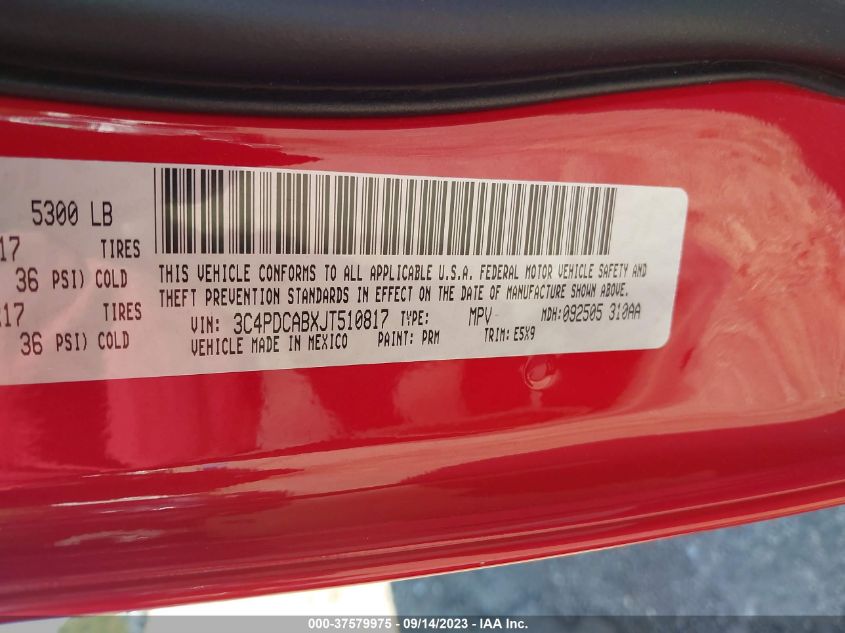 5300 LB
17 TIRES
36 PSI) COLD
17 TIRES
36 PSI) COLD
THIS VEHICLE CONFORMS TO ALL APPLICABLE U.S.A. FEDERAL MOTOR VEHICLE SAFETY AND
THEFT PREVENTION STANDARDS IN EFFECT ON THE DATE OF MANUFACTURE SHOWN ABOVE.
VIN: 3C4PDCABXJT510817 TYPE: MPV MDH:092505 310AA
VEHICLE MADE IN MEXICO PAINT: PRM TRIM: E5X9
000-37579975 - 09/14/2023 - IAA Inc.